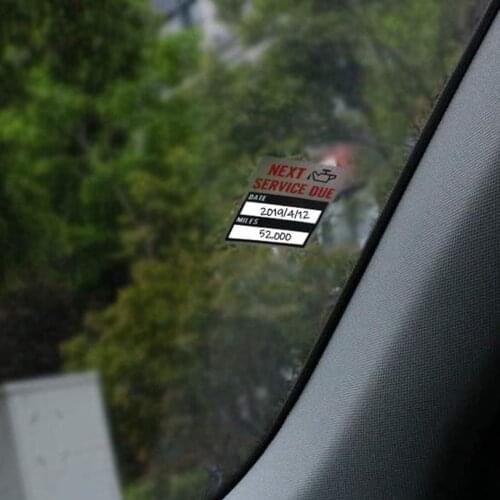 NEXT
SERVICE DUE
DATE
2019/4/12
MILES
52,000